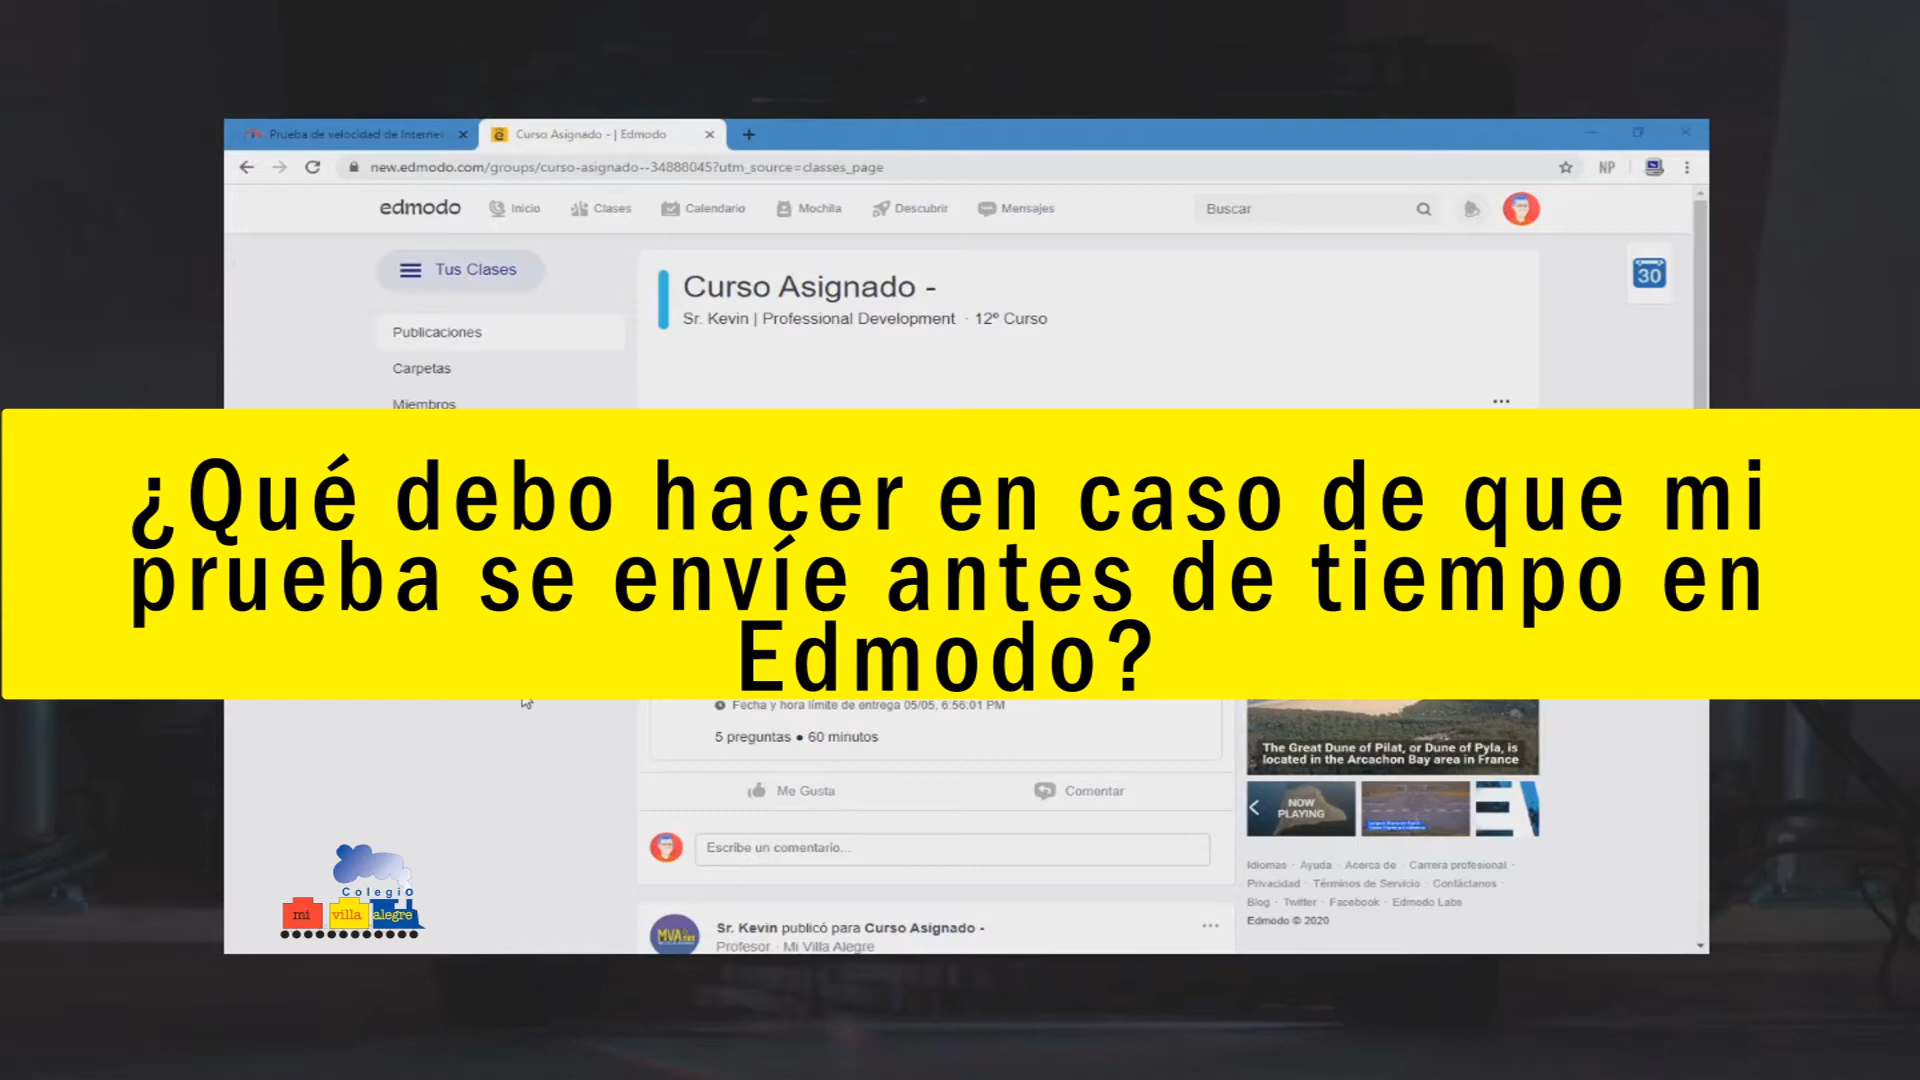 Prueba de velocidad de Interne
Curso Asignado - | Edmodo
new.edmodo.com/groups/curso-asignado--34888045?utm_source=classes_page
NP
edmodo
Inicio
Clases
Calendario
Mochila
Descubrir
Mensajes
Buscar
Tus Clases
Curso Asignado -
30
Sr. Kevin | Professional Development · 12º Curso
Publicaciones
Carpetas
Miembros
¿Qué debo hacer en caso de que mi
prueba se envíe antes de tiempo en
Edmodo?
Fecha y hora límite de entrega 05/05, 6:56:01 PM
5 preguntas • 60 minutos
The Great Dune of Pilat, or Dune of Pyla, is
located in the Arcachon Bay area in France
Me Gusta
Comentar
NOW
PLAYING
Escribe un comentario...
Idiomas · Ayuda · Acerca de · Carrera profesional ·
Privacidad · Términos de Servicio · Contáctanos ·
Blog · Twitter · Facebook · Edmodo Labs
Edmodo © 2020
Colegio
mi villa alegre
MVA
Sr. Kevin publicó para Curso Asignado -
Profesor · Mi Villa Alegre